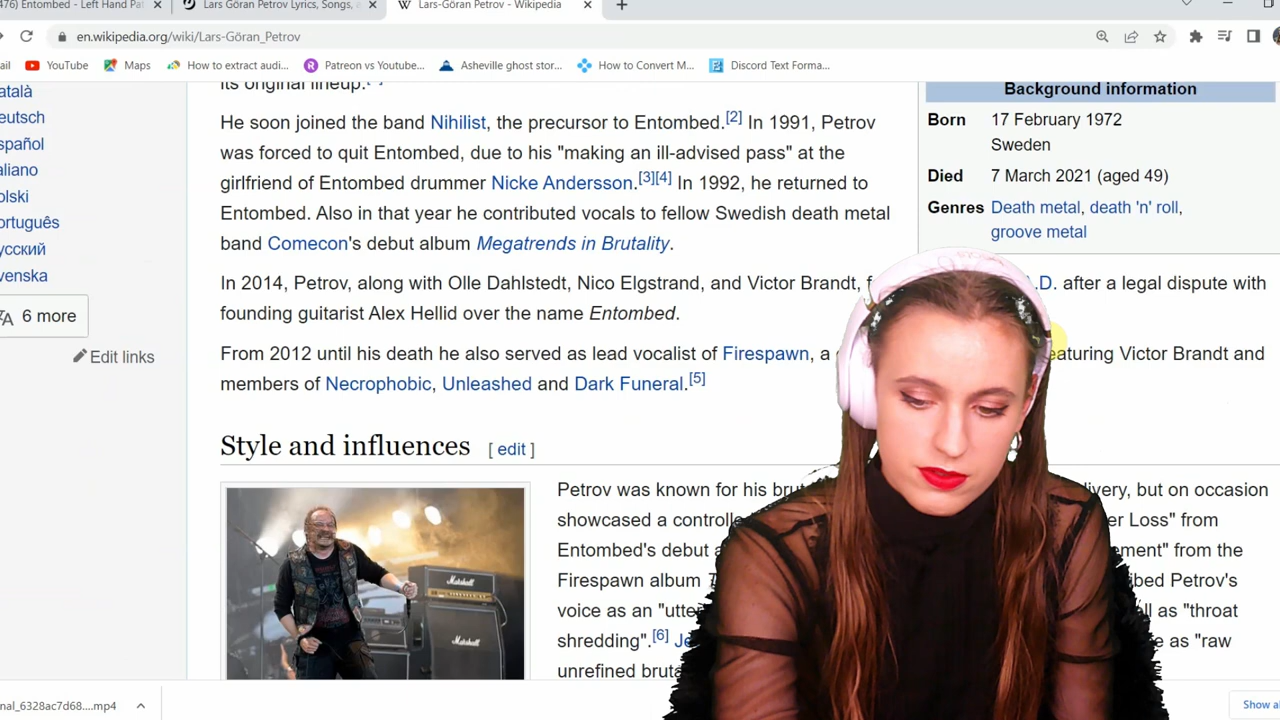 476) Entombed - Left Hand Pat
Lars Göran Petrov Lyrics, Songs,
Lars-Göran Petrov - Wikipedia
en.wikipedia.org/wiki/Lars-Göran_Petrov
ail YouTube Maps How to extract audi... Patreon vs Youtube... Asheville ghost stor... How to Convert M... Discord Text Forma...
atalà
eutsch
spañol
aliano
olski
ortuguês
усский
venska
6 more
Edit links
its original lineup.
He soon joined the band Nihilist, the precursor to Entombed.[2] In 1991, Petrov
was forced to quit Entombed, due to his "making an ill-advised pass" at the
girlfriend of Entombed drummer Nicke Andersson.[3][4] In 1992, he returned to
Entombed. Also in that year he contributed vocals to fellow Swedish death metal
band Comecon's debut album Megatrends in Brutality.
In 2014, Petrov, along with Olle Dahlstedt, Nico Elgstrand, and Victor Brandt, f .D. after a legal dispute with
founding guitarist Alex Hellid over the name Entombed.
From 2012 until his death he also served as lead vocalist of Firespawn, a featuring Victor Brandt and
members of Necrophobic, Unleashed and Dark Funeral.[5]
Background information
Born 17 February 1972
Sweden
Died 7 March 2021 (aged 49)
Genres Death metal, death 'n' roll,
groove metal
Style and influences [ edit ]
Petrov was known for his bru livery, but on occasion
showcased a controlle er Loss" from
Entombed's debut a ement" from the
Firespawn album ibed Petrov's
voice as an "utte ll as "throat
shredding".[6] Je e as "raw
unrefined bruta
Marshall
Marshall
nal_6328ac7d68....mp4
Show al